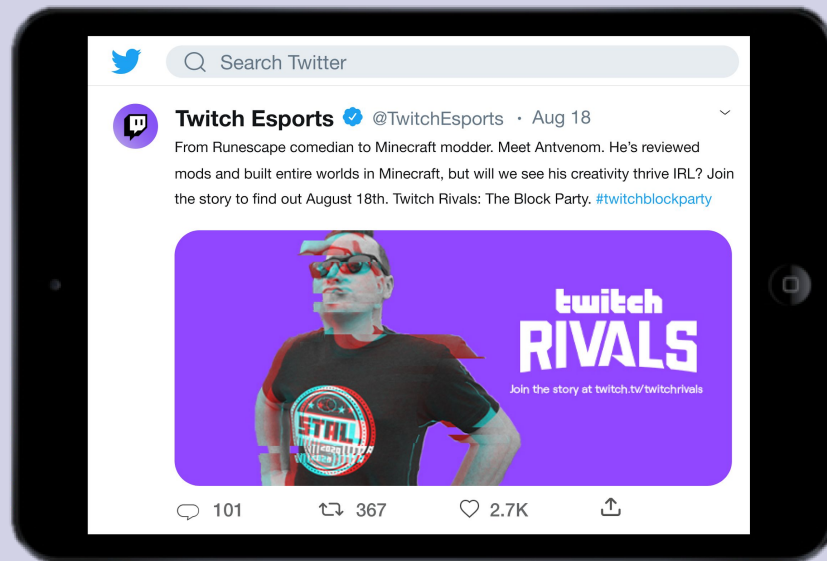 Search Twitter
Twitch Esports @TwitchEsports · Aug 18
From Runescape comedian to Minecraft modder. Meet Antvenom. He’s reviewed
mods and built entire worlds in Minecraft, but will we see his creativity thrive IRL? Join
the story to find out August 18th. Twitch Rivals: The Block Party. #twitchblockparty
twitch
RIVALS
Join the story at twitch.tv/twitchrivals
STAL
101 367 2.7K